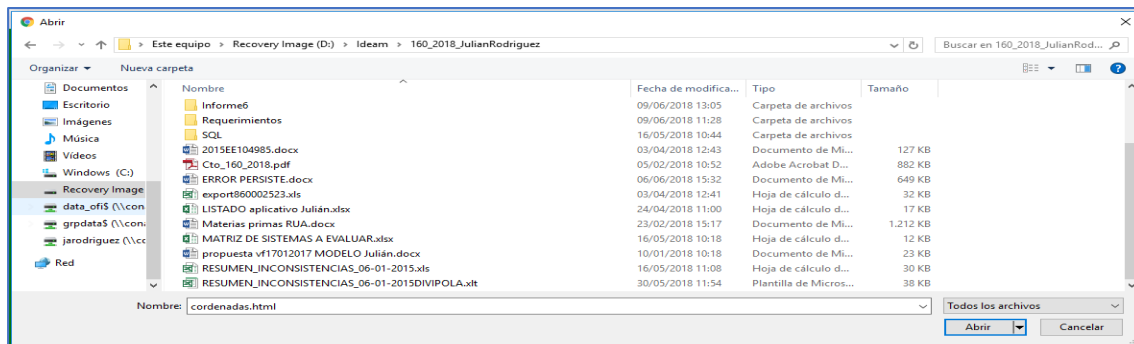 Abrir
Este equipo > Recovery Image (D:) > Ideam > 160_2018_JulianRodriguez
Buscar en 160_2018_JulianRod...
Organizar Nueva carpeta
Documentos
Escritorio
Imágenes
Música
Vídeos
Windows (C:)
Recovery Image
data_ofi$ (\\con
grpdata$ (\\con
jarodriguez (\\cc
Red
Nombre Fecha de modifica... Tipo Tamaño
Informe6 09/06/2018 13:05 Carpeta de archivos
Requerimientos 09/06/2018 11:28 Carpeta de archivos
SQL 16/05/2018 10:44 Carpeta de archivos
2015EE104985.docx 03/04/2018 12:43 Documento de Mi... 127 KB
Cto_160_2018.pdf 05/02/2018 10:52 Adobe Acrobat D... 882 KB
ERROR PERSISTE.docx 06/06/2018 15:32 Documento de Mi... 649 KB
export860002523.xls 03/04/2018 12:41 Hoja de cálculo d... 32 KB
LISTADO aplicativo Julián.xlsx 24/04/2018 11:00 Hoja de cálculo d... 17 KB
Materias primas RUA.docx 23/02/2018 15:17 Documento de Mi... 1.212 KB
MATRIZ DE SISTEMAS A EVALUAR.xlsx 16/05/2018 10:18 Hoja de cálculo d... 12 KB
propuesta vf17012017 MODELO Julián.docx 10/01/2018 10:18 Documento de Mi... 23 KB
RESUMEN_INCONSISTENCIAS_06-01-2015.xls 16/05/2018 11:08 Hoja de cálculo d... 30 KB
RESUMEN_INCONSISTENCIAS_06-01-2015DIVIPOLA.xlt 30/05/2018 11:54 Plantilla de Micros... 38 KB
Nombre: cordenadas.html
Todos los archivos
Abrir Cancelar